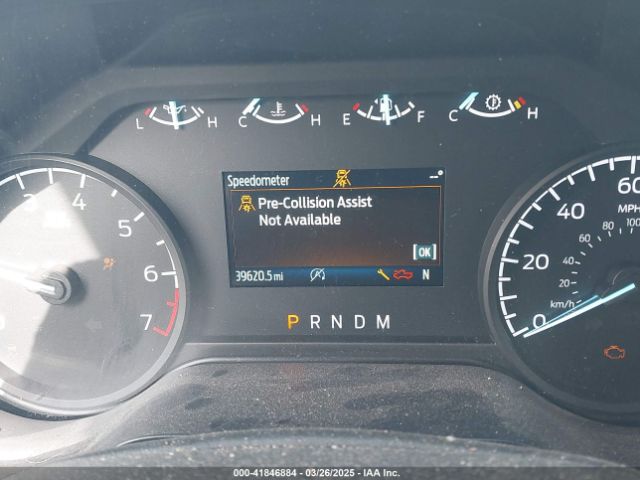 L H C H E F C H
Speedometer --°
Pre-Collision Assist
Not Available
OK
39620.5 mi N
P R N D M
3 4 5 6 7
0 20 40 60
MPH
20 40 60 80 100
km/h
000-41846884 | 03/26/2025 | IAA Inc.